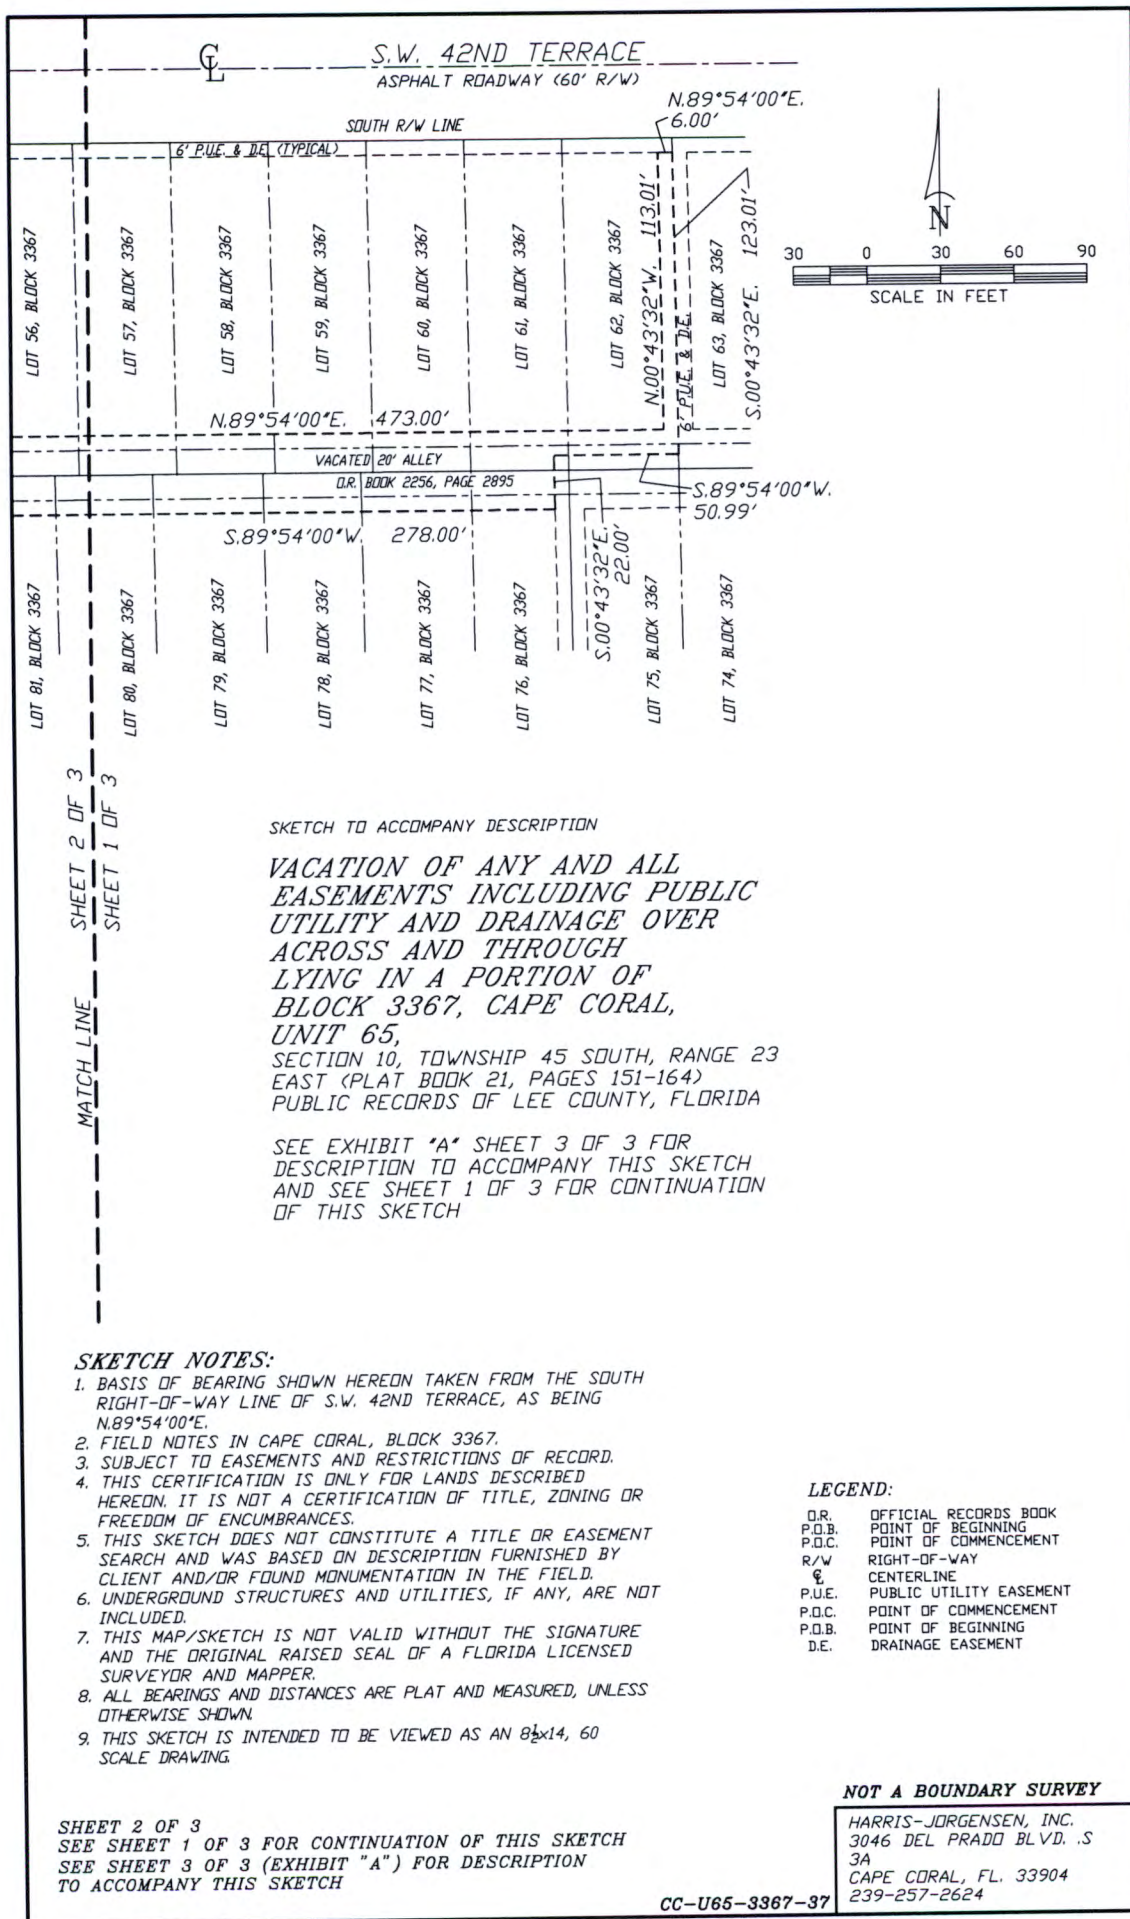 S.W. 42ND TERRACE
ASPHALT ROADWAY (60' R/W)
N.89°54'00"E.
6.00'
SOUTH R/W LINE
6' P.U.E. & D.E. (TYPICAL)
LOT 56, BLOCK 3367
LOT 57, BLOCK 3367
LOT 58, BLOCK 3367
LOT 59, BLOCK 3367
LOT 60, BLOCK 3367
LOT 61, BLOCK 3367
LOT 62, BLOCK 3367
N.00°43'32"W. 113.01'
6' P.U.E. & D.E.
LOT 63, BLOCK 3367
S.00°43'32"E. 123.01'
N
30 0 30 60 90
SCALE IN FEET
N.89°54'00"E. 473.00'
VACATED 20' ALLEY
O.R. BOOK 2256, PAGE 2895
S.89°54'00"W.
50.99'
S.89°54'00"W. 278.00'
S.00°43'32"E.
22.00'
LOT 81, BLOCK 3367
LOT 80, BLOCK 3367
LOT 79, BLOCK 3367
LOT 78, BLOCK 3367
LOT 77, BLOCK 3367
LOT 76, BLOCK 3367
LOT 75, BLOCK 3367
LOT 74, BLOCK 3367
MATCH LINE
SHEET 2 OF 3
SHEET 1 OF 3
SKETCH TO ACCOMPANY DESCRIPTION
VACATION OF ANY AND ALL
EASEMENTS INCLUDING PUBLIC
UTILITY AND DRAINAGE OVER
ACROSS AND THROUGH
LYING IN A PORTION OF
BLOCK 3367, CAPE CORAL,
UNIT 65,
SECTION 10, TOWNSHIP 45 SOUTH, RANGE 23
EAST (PLAT BOOK 21, PAGES 151-164)
PUBLIC RECORDS OF LEE COUNTY, FLORIDA
SEE EXHIBIT "A" SHEET 3 OF 3 FOR
DESCRIPTION TO ACCOMPANY THIS SKETCH
AND SEE SHEET 1 OF 3 FOR CONTINUATION
OF THIS SKETCH
SKETCH NOTES:
1. BASIS OF BEARING SHOWN HEREON TAKEN FROM THE SOUTH
RIGHT-OF-WAY LINE OF S.W. 42ND TERRACE, AS BEING
N.89°54'00"E.
2. FIELD NOTES IN CAPE CORAL, BLOCK 3367.
3. SUBJECT TO EASEMENTS AND RESTRICTIONS OF RECORD.
4. THIS CERTIFICATION IS ONLY FOR LANDS DESCRIBED
HEREON. IT IS NOT A CERTIFICATION OF TITLE, ZONING OR
FREEDOM OF ENCUMBRANCES.
5. THIS SKETCH DOES NOT CONSTITUTE A TITLE OR EASEMENT
SEARCH AND WAS BASED ON DESCRIPTION FURNISHED BY
CLIENT AND/OR FOUND MONUMENTATION IN THE FIELD.
6. UNDERGROUND STRUCTURES AND UTILITIES, IF ANY, ARE NOT
INCLUDED.
7. THIS MAP/SKETCH IS NOT VALID WITHOUT THE SIGNATURE
AND THE ORIGINAL RAISED SEAL OF A FLORIDA LICENSED
SURVEYOR AND MAPPER.
8. ALL BEARINGS AND DISTANCES ARE PLAT AND MEASURED, UNLESS
OTHERWISE SHOWN.
9. THIS SKETCH IS INTENDED TO BE VIEWED AS AN 8½x14, 60
SCALE DRAWING.
LEGEND:
O.R. OFFICIAL RECORDS BOOK
P.O.B. POINT OF BEGINNING
P.O.C. POINT OF COMMENCEMENT
R/W RIGHT-OF-WAY
℄ CENTERLINE
P.U.E. PUBLIC UTILITY EASEMENT
P.O.C. POINT OF COMMENCEMENT
P.O.B. POINT OF BEGINNING
D.E. DRAINAGE EASEMENT
NOT A BOUNDARY SURVEY
SHEET 2 OF 3
SEE SHEET 1 OF 3 FOR CONTINUATION OF THIS SKETCH
SEE SHEET 3 OF 3 (EXHIBIT "A") FOR DESCRIPTION
TO ACCOMPANY THIS SKETCH
CC-U65-3367-37
HARRIS-JORGENSEN, INC.
3046 DEL PRADO BLVD. .S
3A
CAPE CORAL, FL. 33904
239-257-2624